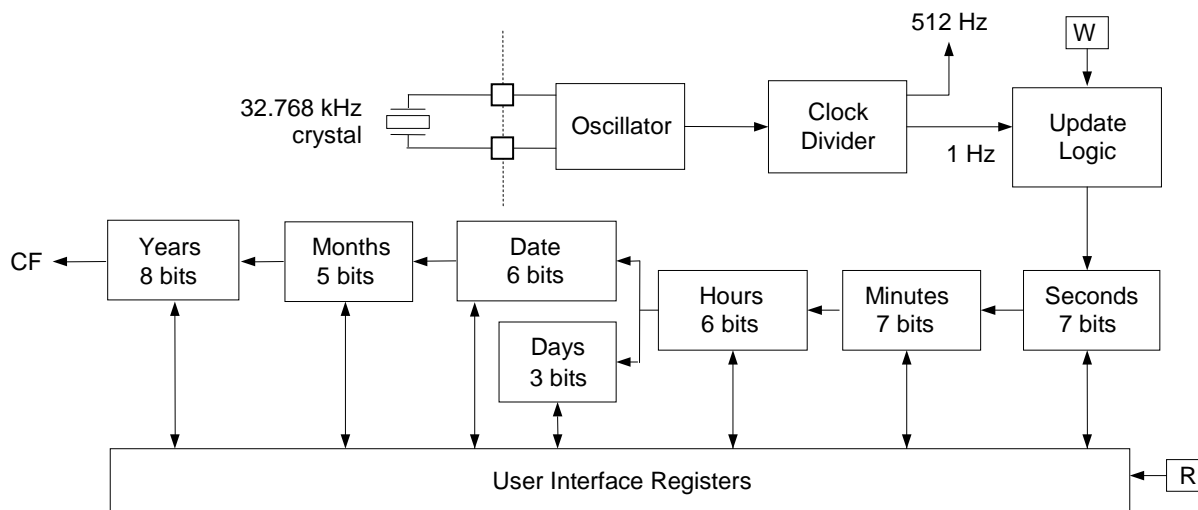 512 Hz
W
32.768 kHz
crystal
Oscillator
Clock
Divider
1 Hz
Update
Logic
CF
Years
8 bits
Months
5 bits
Date
6 bits
Days
3 bits
Hours
6 bits
Minutes
7 bits
Seconds
7 bits
User Interface Registers
R